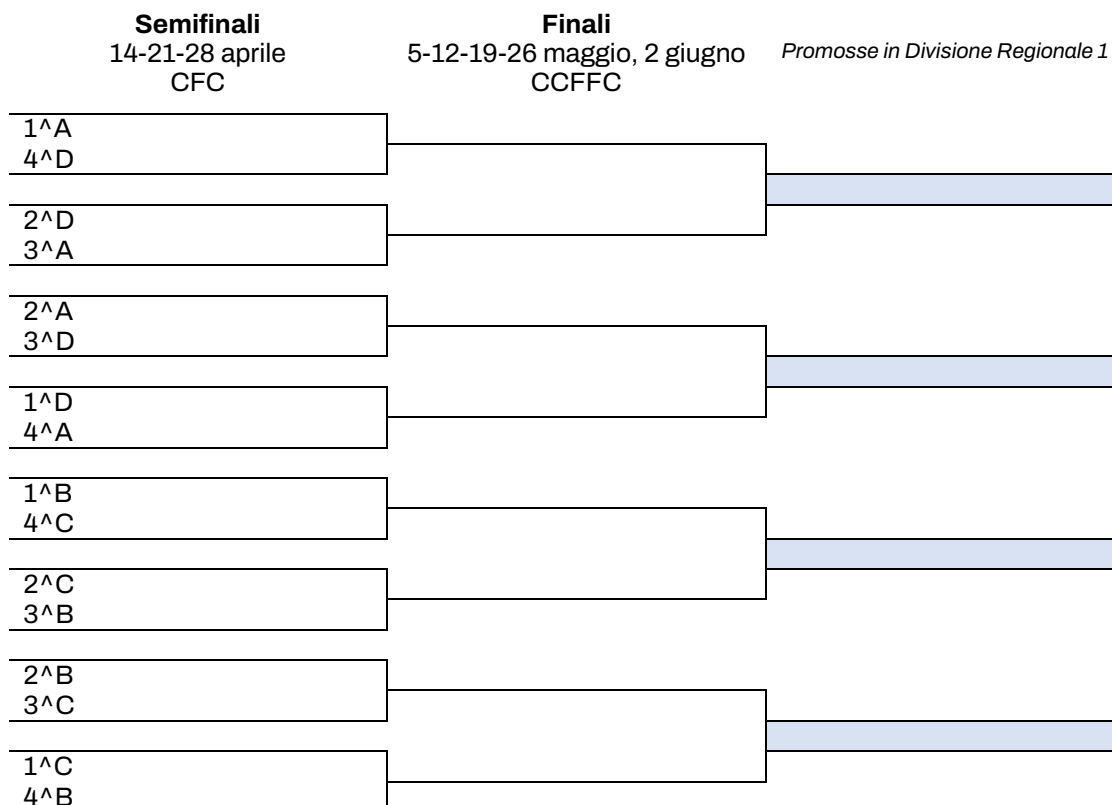 Semifinali
14-21-28 aprile
CFC
Finali
5-12-19-26 maggio, 2 giugno
CCFFC
Promosse in Divisione Regionale 1
1^A
4^D
2^D
3^A
2^A
3^D
1^D
4^A
1^B
4^C
2^C
3^B
2^B
3^C
1^C
4^B